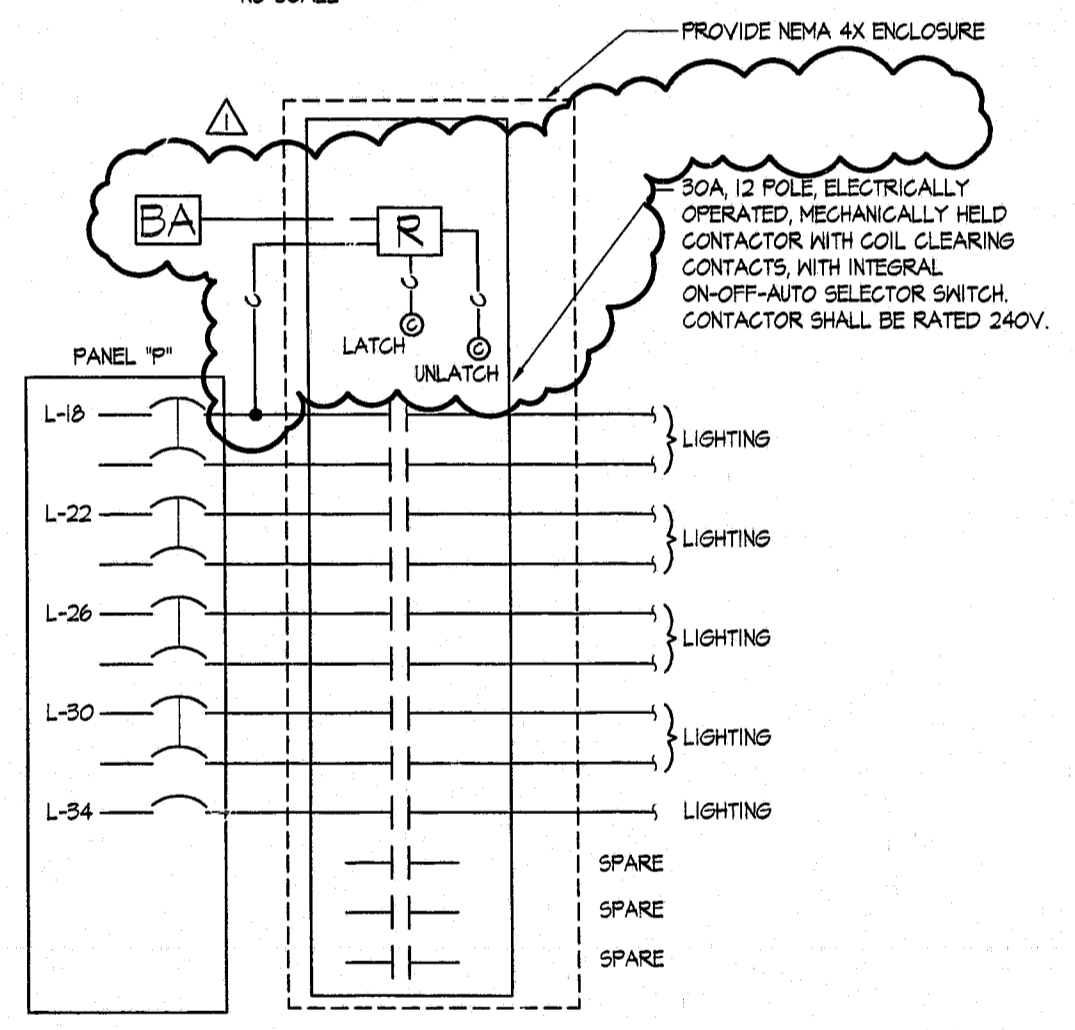 PROVIDE NEMA 4X ENCLOSURE
1
BA
R
30A, 12 POLE, ELECTRICALLY
OPERATED, MECHANICALLY HELD
CONTACTOR WITH COIL CLEARING
CONTACTS, WITH INTEGRAL
ON-OFF-AUTO SELECTOR SWITCH.
CONTACTOR SHALL BE RATED 240V.
C
LATCH
C
UNLATCH
PANEL "P"
L-18
LIGHTING
L-22
LIGHTING
L-26
LIGHTING
L-30
LIGHTING
L-34
LIGHTING
SPARE
SPARE
SPARE